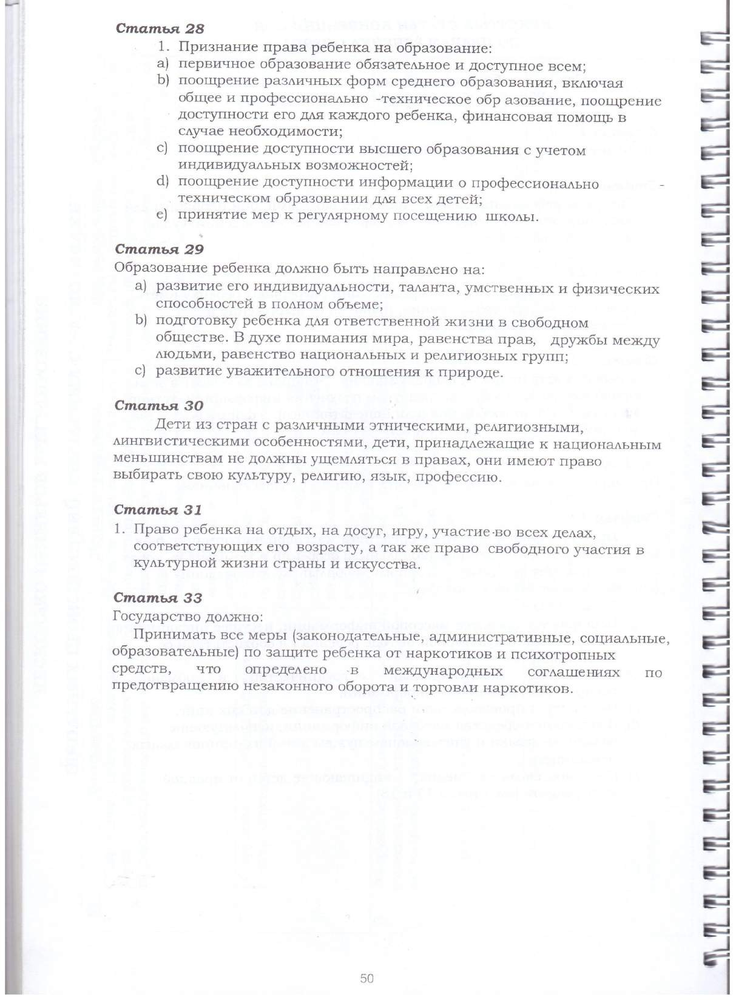 Статья 28
1. Признание права ребенка на образование:
a) первичное образование обязательное и доступное всем;
b) поощрение различных форм среднего образования, включая
общее и профессионально -техническое обр азование, поощрение
доступности его для каждого ребенка, финансовая помощь в
случае необходимости;
c) поощрение доступности высшего образования с учетом
индивидуальных возможностей;
d) поощрение доступности информации о профессионально -
техническом образовании для всех детей;
e) принятие мер к регулярному посещению школы.
Статья 29
Образование ребенка должно быть направлено на:
a) развитие его индивидуальности, таланта, умственных и физических
способностей в полном объеме;
b) подготовку ребенка для ответственной жизни в свободном
обществе. В духе понимания мира, равенства прав, дружбы между
людьми, равенство национальных и религиозных групп;
c) развитие уважительного отношения к природе.
Статья 30
Дети из стран с различными этническими, религиозными,
лингвистическими особенностями, дети, принадлежащие к национальным
меньшинствам не должны ущемляться в правах, они имеют право
выбирать свою культуру, религию, язык, профессию.
Статья 31
1. Право ребенка на отдых, на досуг, игру, участие во всех делах,
соответствующих его возрасту, а так же право свободного участия в
культурной жизни страны и искусства.
Статья 33
Государство должно:
Принимать все меры (законодательные, административные, социальные,
образовательные) по защите ребенка от наркотиков и психотропных
средств, что определено в международных соглашениях по
предотвращению незаконного оборота и торговли наркотиков.
50